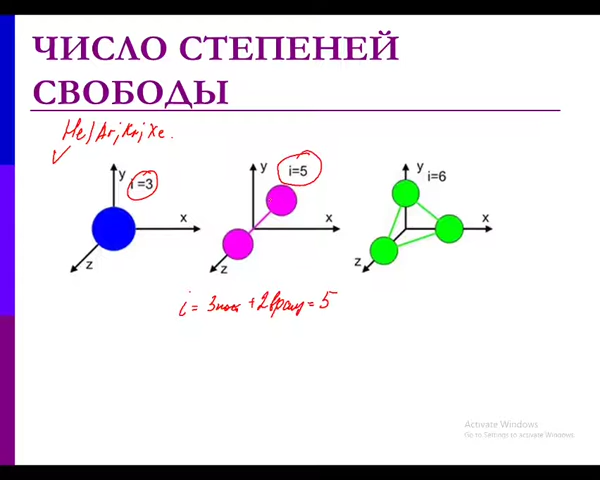 ЧИСЛО СТЕПЕНЕЙ
СВОБОДЫ
He, Ar, Kr, Xe.
y
i =3
x
z
y
i=5
x
z
y
i=6
x
z
i = 3пост + 2вращ = 5
Activate Windows
Go to Settings to activate Windows.